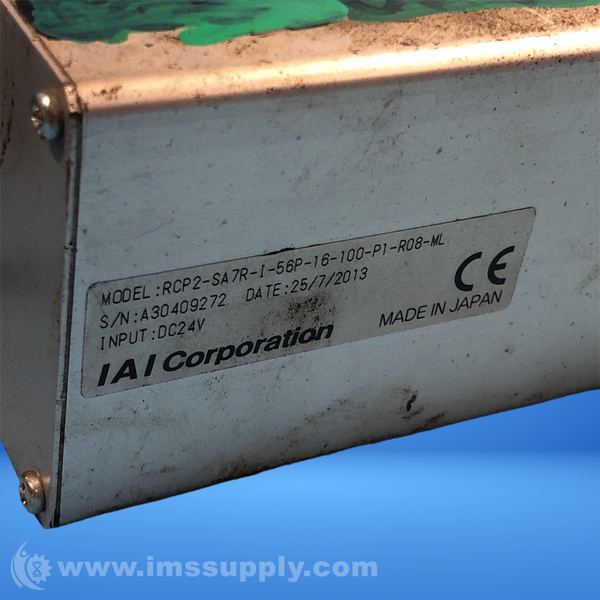 MODEL:RCP2-SA7R-I-56P-16-100-P1-R08-ML
S/N:A30409272 DATE:25/7/2013
INPUT:DC24V
CE
IAI Corporation
MADE IN JAPAN
www.imssupply.com